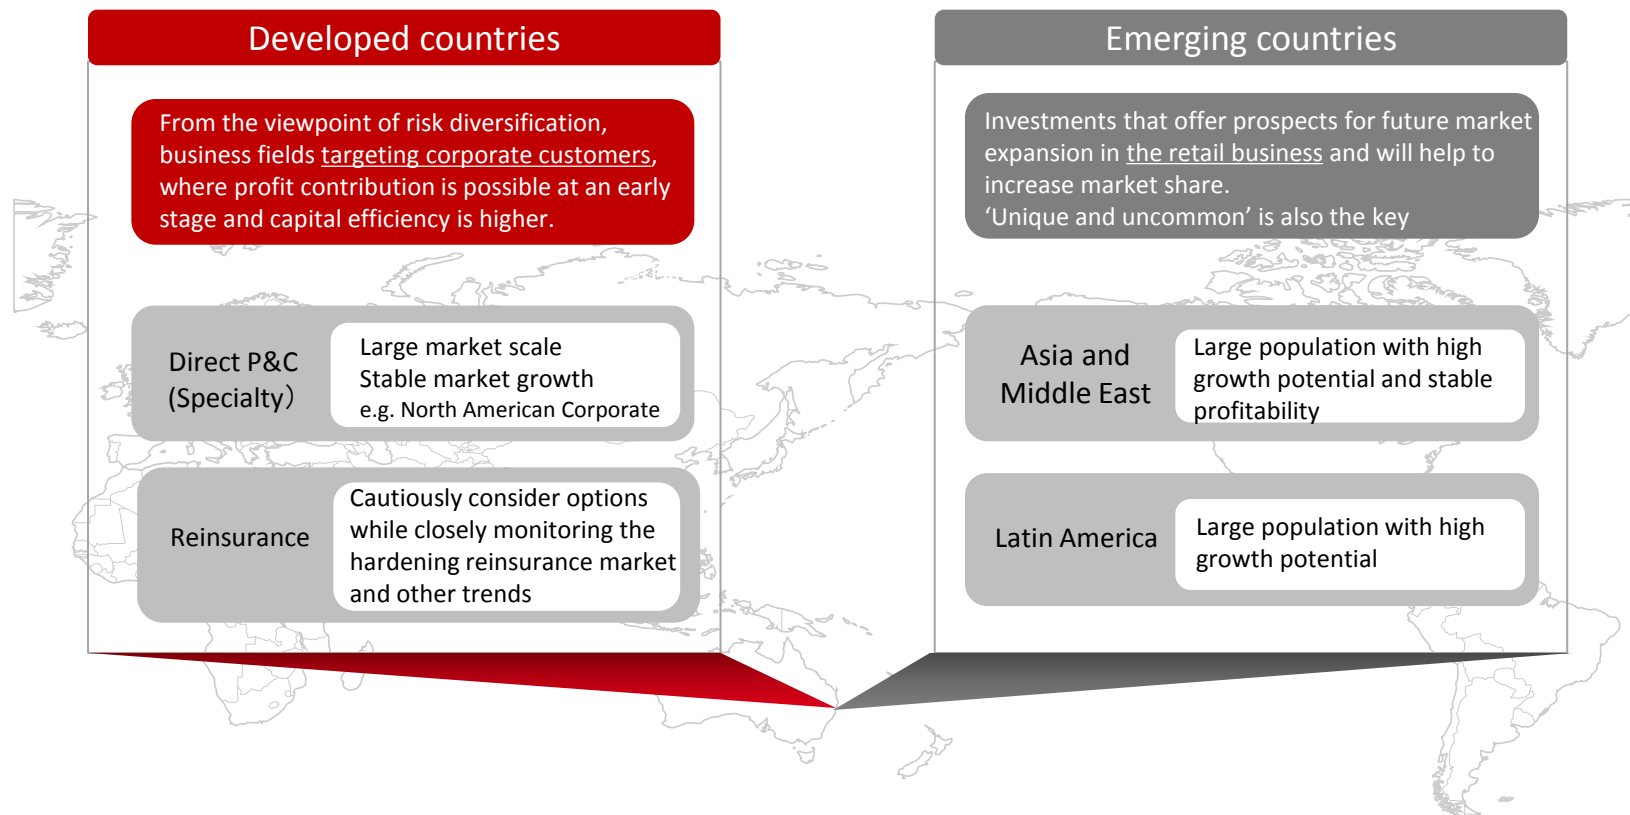 Developed countries
From the viewpoint of risk diversification,
business fields targeting corporate customers,
where profit contribution is possible at an early
stage and capital efficiency is higher.
Direct P&C
(Specialty）
Large market scale
Stable market growth
e.g. North American Corporate
Reinsurance
Cautiously consider options
while closely monitoring the
hardening reinsurance market
and other trends
Emerging countries
Investments that offer prospects for future market
expansion in the retail business and will help to
increase market share.
‘Unique and uncommon’ is also the key
Asia and
Middle East
Large population with high
growth potential and stable
profitability
Latin America
Large population with high
growth potential